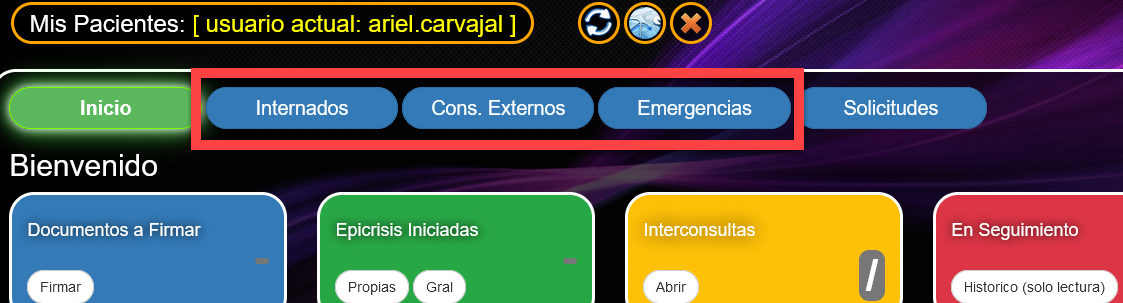 Mis Pacientes: [ usuario actual: ariel.carvajal ]
Inicio Internados Cons. Externos Emergencias Solicitudes
Bienvenido
Documentos a Firmar Epicrisis Iniciadas Interconsultas En Seguimiento
- - /
Firmar Propias Gral Abrir Historico (solo lectura)